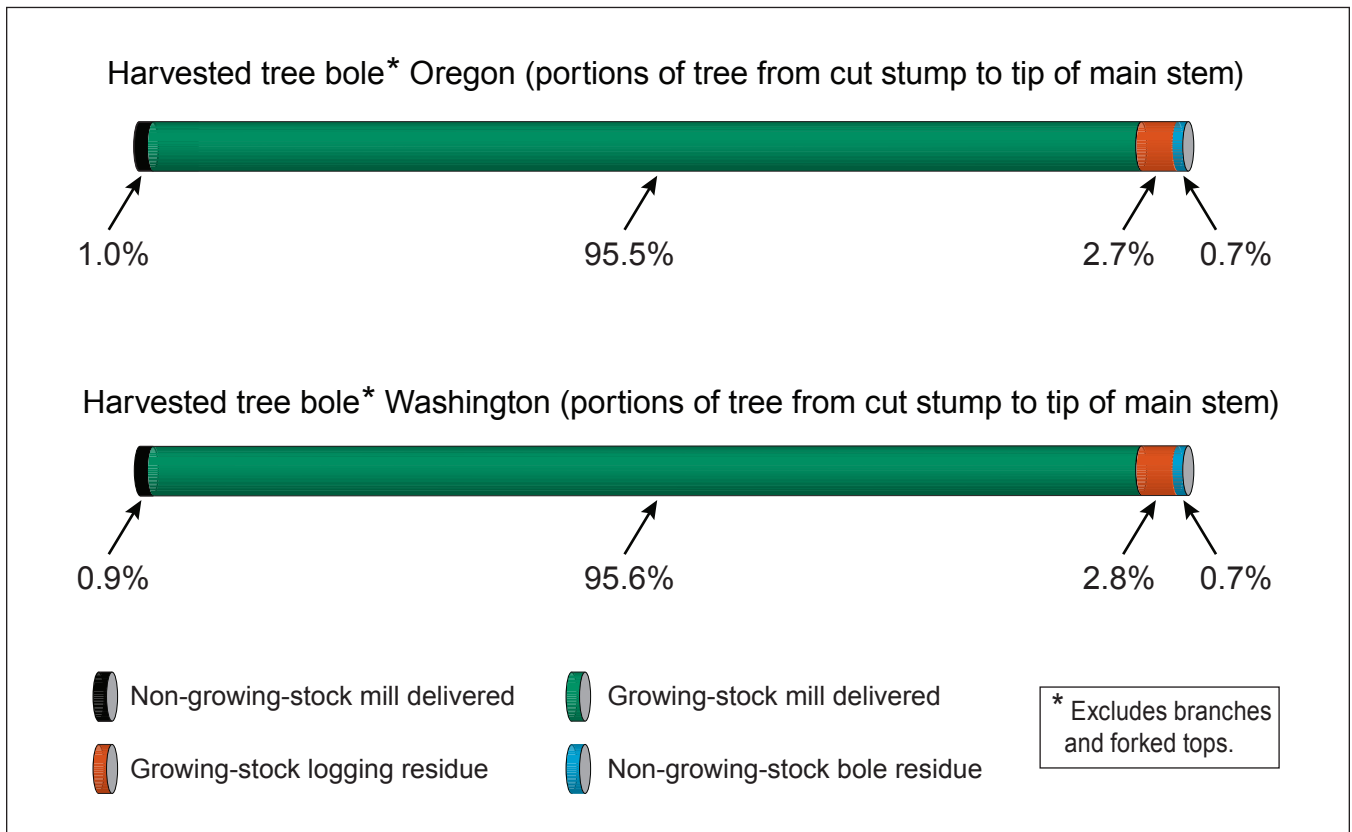 Harvested tree bole* Oregon (portions of tree from cut stump to tip of main stem)
1.0% 95.5% 2.7% 0.7%
Harvested tree bole* Washington (portions of tree from cut stump to tip of main stem)
0.9% 95.6% 2.8% 0.7%
Non-growing-stock mill delivered
Growing-stock mill delivered
Growing-stock logging residue
Non-growing-stock bole residue
* Excludes branches
and forked tops.